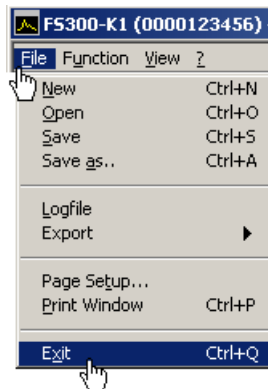 FS300-K1 (0000123456)
File Function View ?
New Ctrl+N
Open Ctrl+O
Save Ctrl+S
Save as.. Ctrl+A
Logfile
Export
Page Setup...
Print Window Ctrl+P
Exit Ctrl+Q